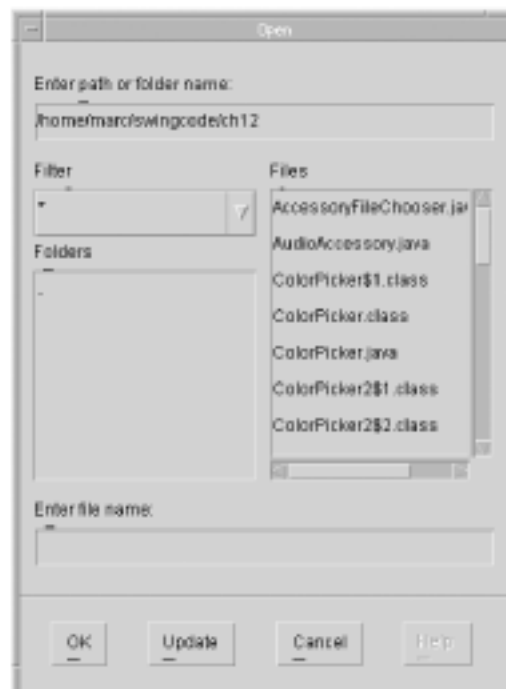 Open
Enter path or folder name:
/home/marc/swingcode/ch12
Filter
*
Folders
..
Files
AccessoryFileChooser.jav
AudioAccessory.java
ColorPicker$1.class
ColorPicker.class
ColorPicker.java
ColorPicker2$1.class
ColorPicker2$2.class
Enter file name:
OK
Update
Cancel
Help